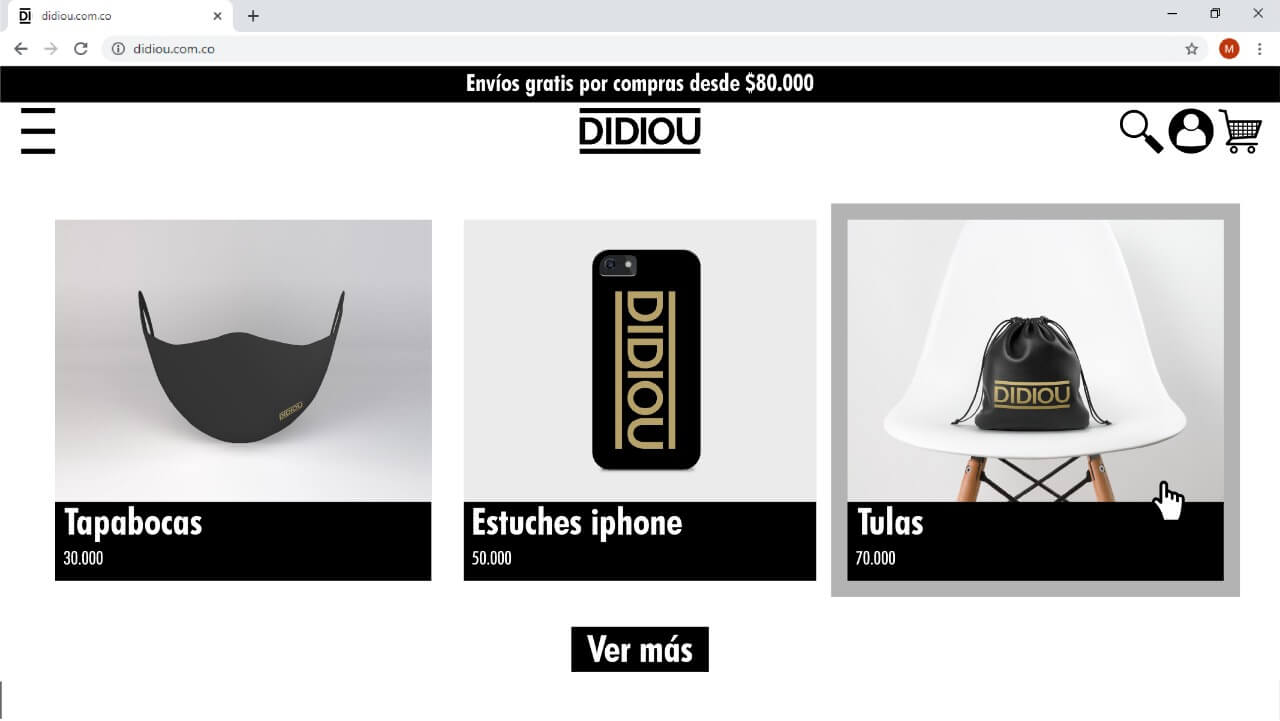 DIDIOU didiou.com.co
didiou.com.co
M
Envíos gratis por compras desde $80.000
DIDIOU
DIDIOU
DIDIOU
DIDIOU
Tapabocas
30.000
Estuches iphone
50.000
Tulas
70.000
Ver más